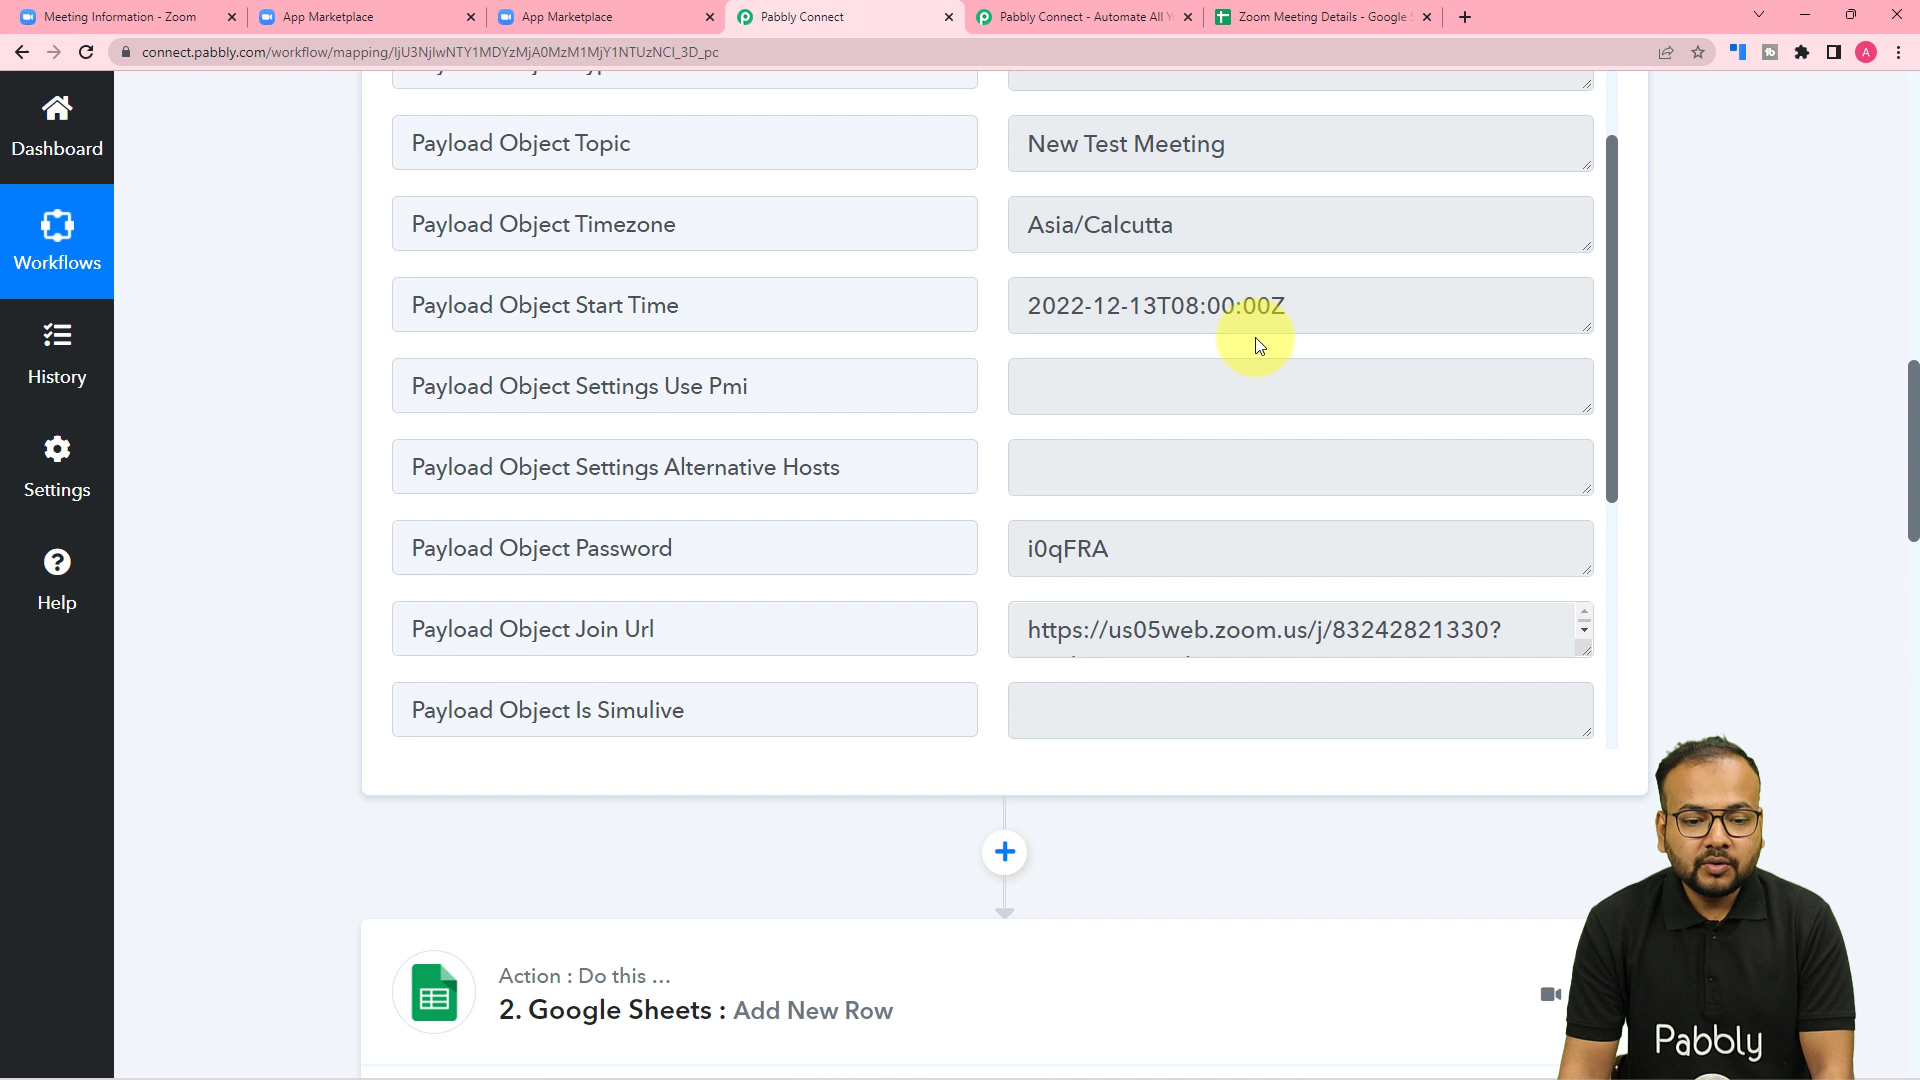 Meeting Information - Zoom
App Marketplace
App Marketplace
Pabbly Connect
Pabbly Connect - Automate All Y
Zoom Meeting Details - Google S
connect.pabbly.com/workflow/mapping/IjU3NjIwNTY1MDYzMjA0MzM1MjY1NTUzNCI_3D_pc
A
Dashboard
Workflows
History
Settings
Help
Payload Object Topic
New Test Meeting
Payload Object Timezone
Asia/Calcutta
Payload Object Start Time
2022-12-13T08:00:00Z
Payload Object Settings Use Pmi
Payload Object Settings Alternative Hosts
Payload Object Password
i0qFRA
Payload Object Join Url
https://us05web.zoom.us/j/83242821330?
Payload Object Is Simulive
Action : Do this ...
2. Google Sheets : Add New Row
Pabbly